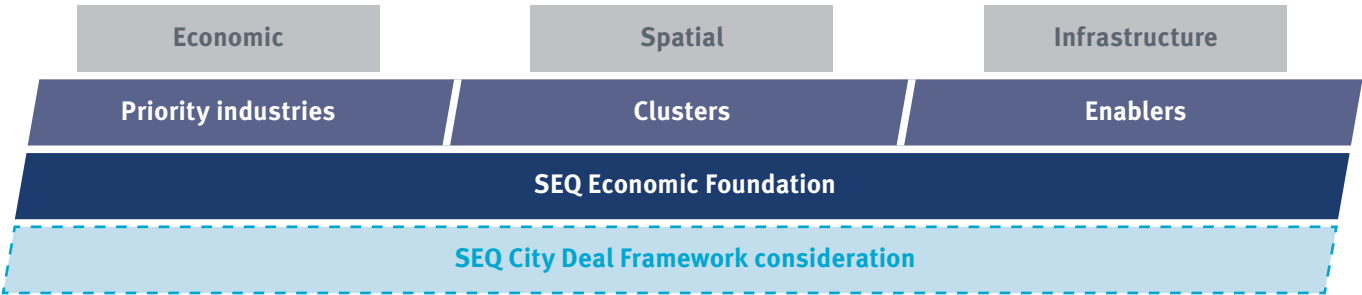 Economic
Spatial
Infrastructure
Priority industries
Clusters
Enablers
SEQ Economic Foundation
SEQ City Deal Framework consideration